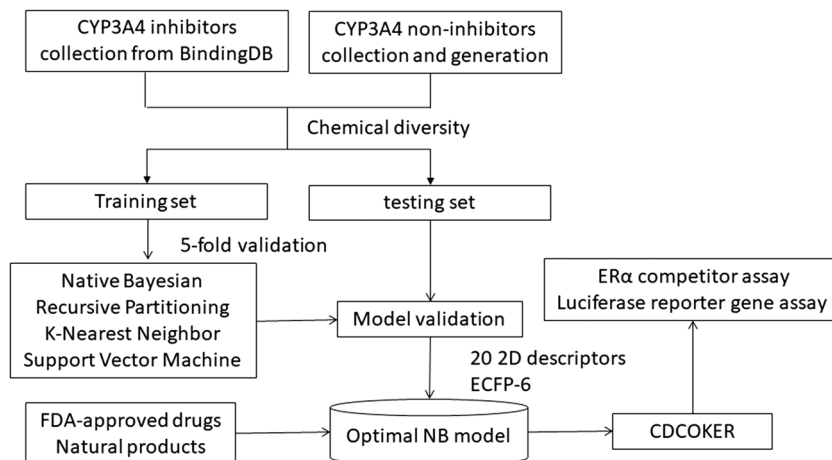 CYP3A4 inhibitors
collection from BindingDB
CYP3A4 non-inhibitors
collection and generation
Chemical diversity
Training set
testing set
5-fold validation
Native Bayesian
Recursive Partitioning
K-Nearest Neighbor
Support Vector Machine
Model validation
ERα competitor assay
Luciferase reporter gene assay
20 2D descriptors
ECFP-6
FDA-approved drugs
Natural products
Optimal NB model
CDCOKER